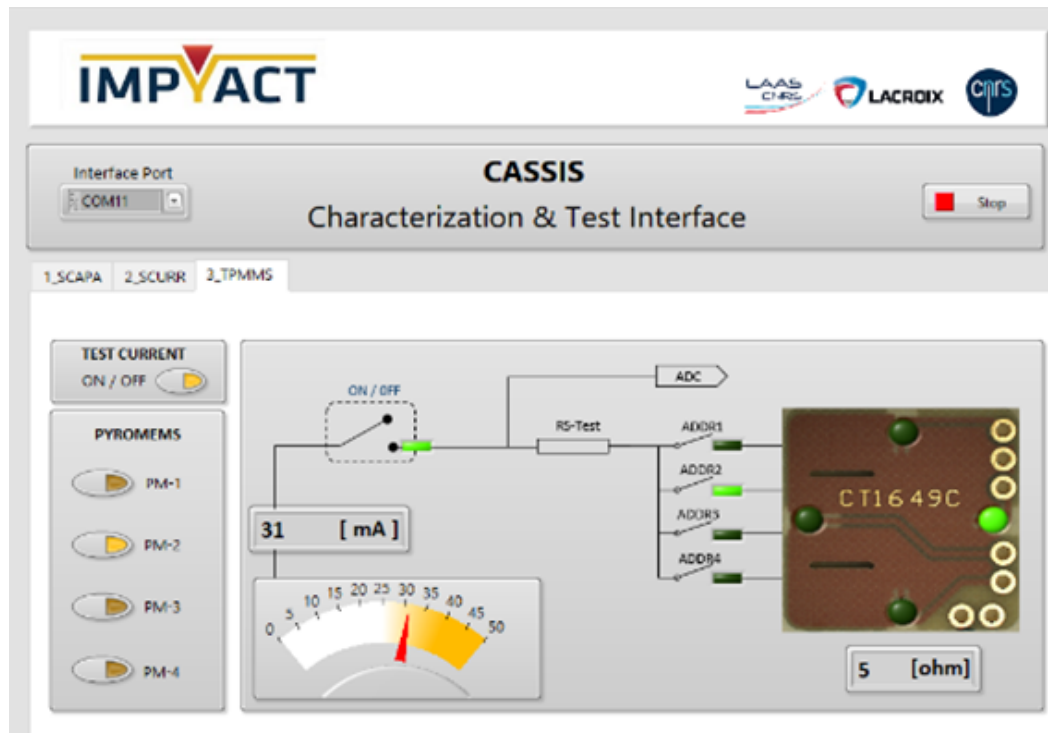 IMPYACT
LAAS
CNRS
LACROIX
cnrs
Interface Port
COM11
CASSIS
Characterization & Test Interface
Stop
1_SCAPA 2_SCURR 3_TPMMS
TEST CURRENT
ON / OFF
PYROMEMS
PM-1
PM-2
PM-3
PM-4
ON / OFF
ADC
RS-Test
ADDR1
ADDR2
ADDR3
ADDR4
31 [ mA ]
0 5 10 15 20 25 30 35 40 45 50
CT1649C
5 [ohm]